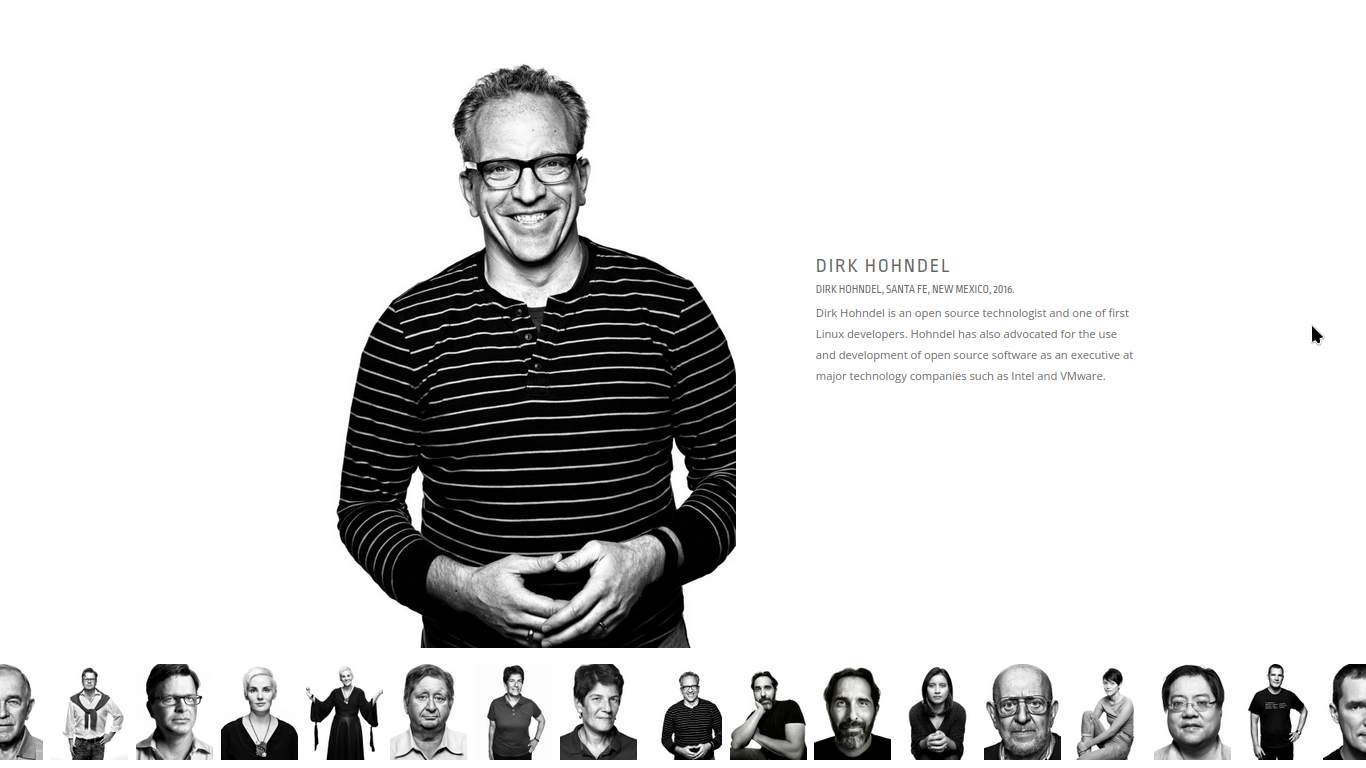 DIRK HOHNDEL
DIRK HOHNDEL, SANTA FE, NEW MEXICO, 2016.
Dirk Hohndel is an open source technologist and one of first
Linux developers. Hohndel has also advocated for the use
and development of open source software as an executive at
major technology companies such as Intel and VMware.